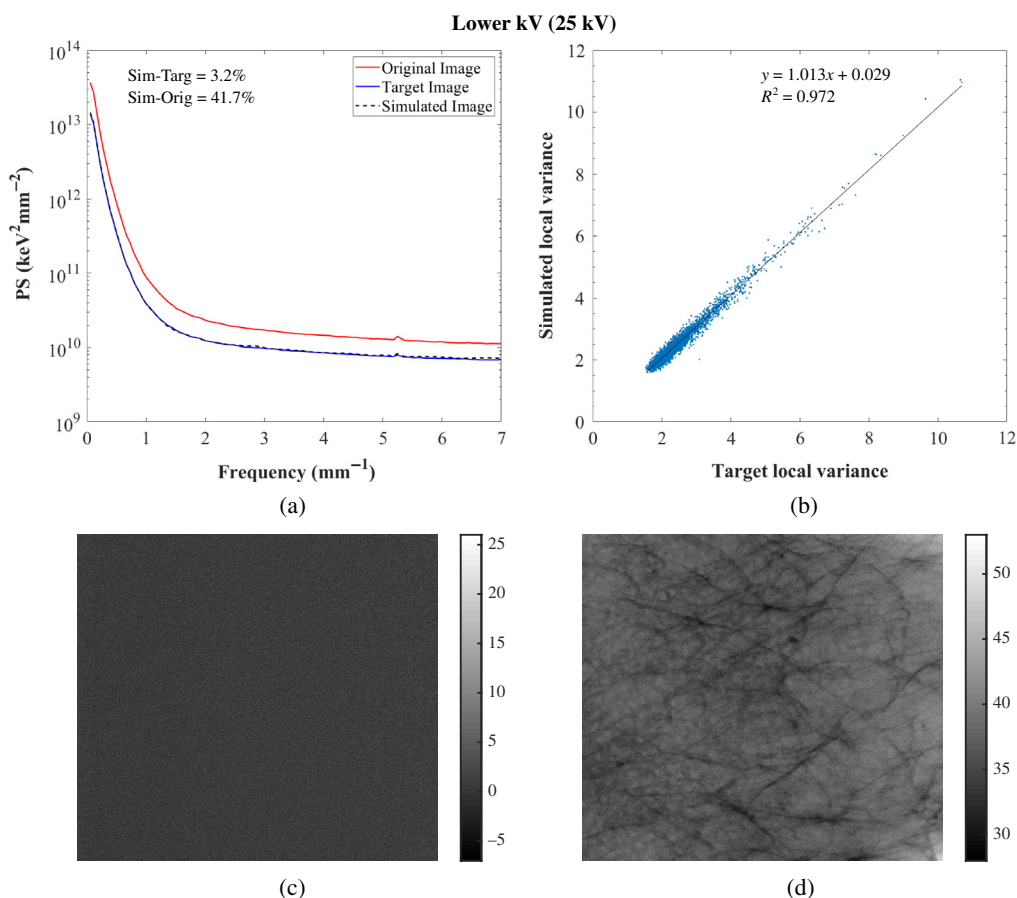 Lower kV (25 kV)
10^14
10^13
10^12
10^11
10^10
10^9
PS (keV²mm⁻²)
Sim-Targ = 3.2%
Sim-Orig = 41.7%
Original Image
Target Image
Simulated Image
0 1 2 3 4 5 6 7
Frequency (mm⁻¹)
(a)
12
10
8
6
4
2
0
Simulated local variance
y = 1.013x + 0.029
R² = 0.972
0 2 4 6 8 10 12
Target local variance
(b)
25
20
15
10
5
0
–5
(c)
50
45
40
35
30
(d)